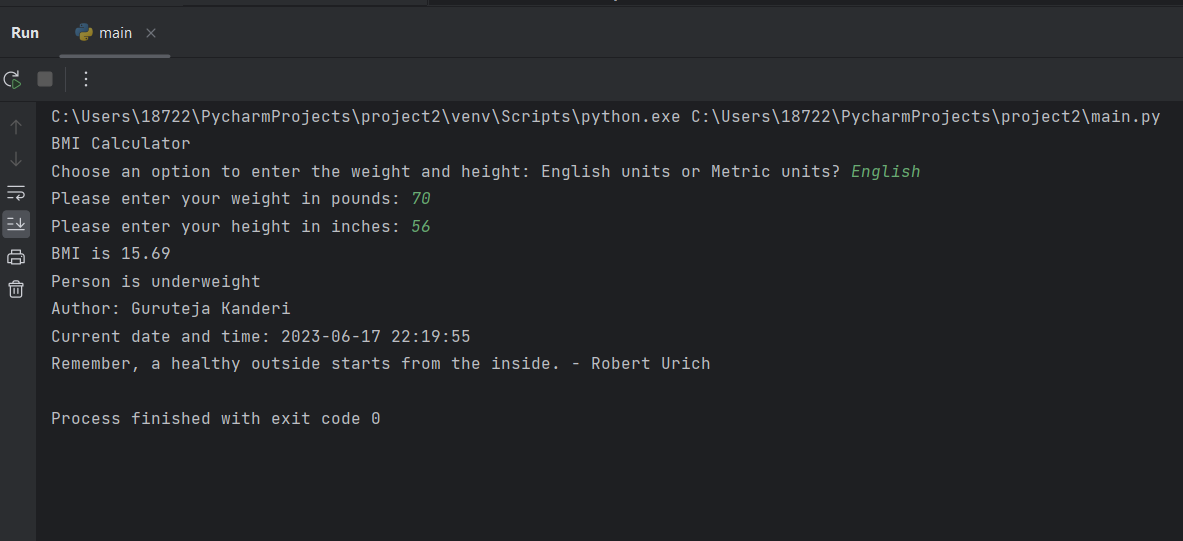 Run main
C:\Users\18722\PycharmProjects\project2\venv\Scripts\python.exe C:\Users\18722\PycharmProjects\project2\main.py
BMI Calculator
Choose an option to enter the weight and height: English units or Metric units? English
Please enter your weight in pounds: 70
Please enter your height in inches: 56
BMI is 15.69
Person is underweight
Author: Guruteja Kanderi
Current date and time: 2023-06-17 22:19:55
Remember, a healthy outside starts from the inside. - Robert Urich
Process finished with exit code 0